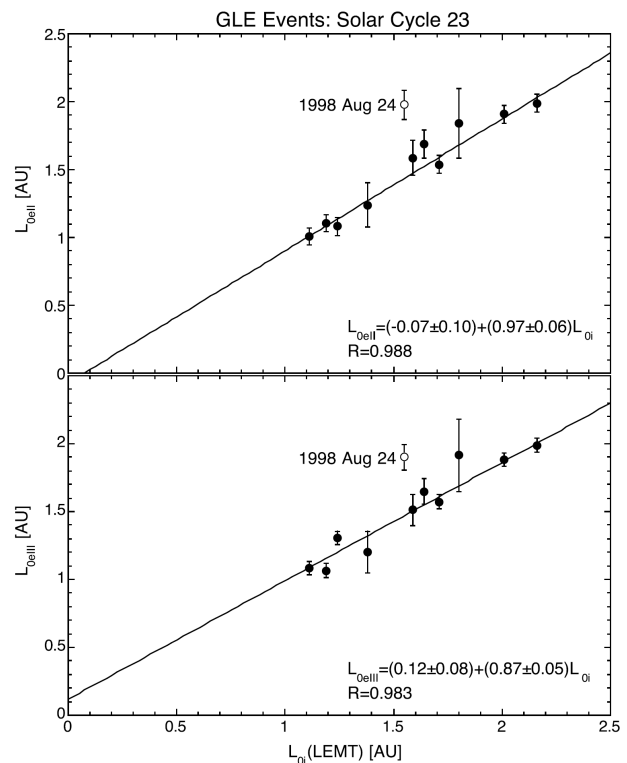 GLE Events: Solar Cycle 23
2.5
2
1.5
1
0.5
0
L0eII [AU]
1998 Aug 24
L0eII=(-0.07±0.10)+(0.97±0.06)L0i
R=0.988
2
1.5
1
0.5
0
L0eIII [AU]
1998 Aug 24
L0eIII=(0.12±0.08)+(0.87±0.05)L0i
R=0.983
0 0.5 1 1.5 2 2.5
L0i(LEMT) [AU]